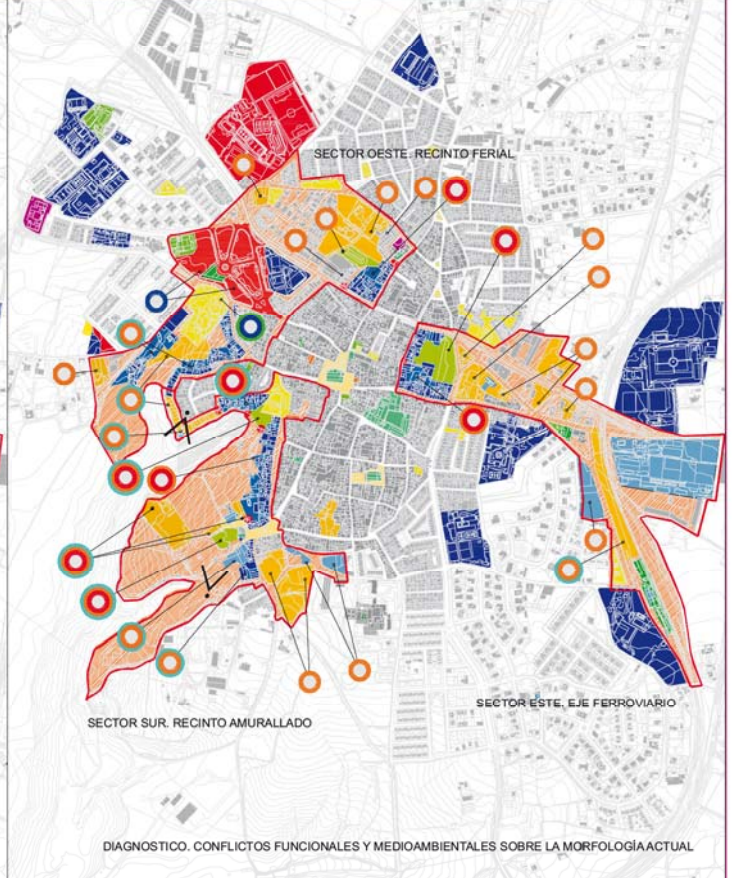 SECTOR OESTE. RECINTO FERIAL
SECTOR ESTE. EJE FERROVIARIO
SECTOR SUR. RECINTO AMURALLADO
DIAGNOSTICO. CONFLICTOS FUNCIONALES Y MEDIOAMBIENTALES SOBRE LA MORFOLOGÍA ACTUAL